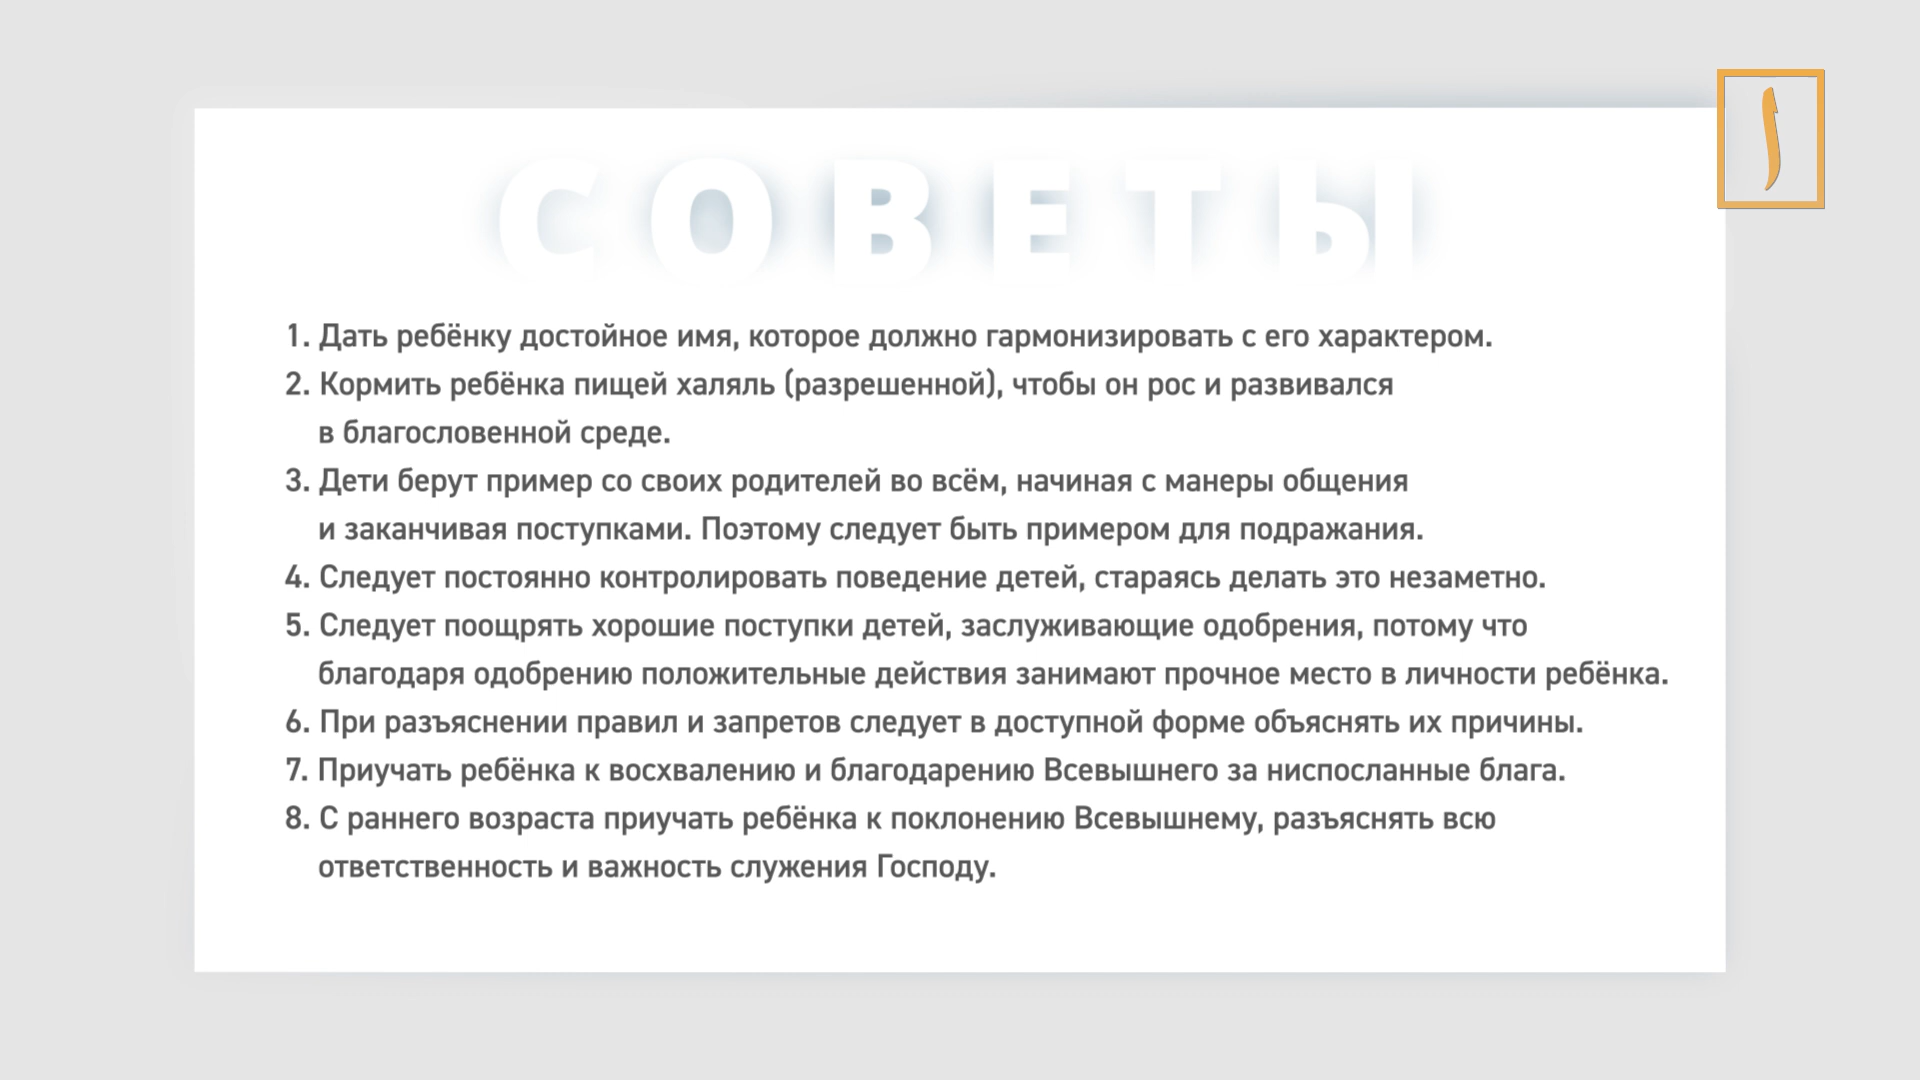 СОВЕТЫ
1. Дать ребёнку достойное имя, которое должно гармонизировать с его характером.
2. Кормить ребёнка пищей халяль (разрешенной), чтобы он рос и развивался
в благословенной среде.
3. Дети берут пример со своих родителей во всём, начиная с манеры общения
и заканчивая поступками. Поэтому следует быть примером для подражания.
4. Следует постоянно контролировать поведение детей, стараясь делать это незаметно.
5. Следует поощрять хорошие поступки детей, заслуживающие одобрения, потому что
благодаря одобрению положительные действия занимают прочное место в личности ребёнка.
6. При разъяснении правил и запретов следует в доступной форме объяснять их причины.
7. Приучать ребёнка к восхвалению и благодарению Всевышнего за ниспосланные блага.
8. С раннего возраста приучать ребёнка к поклонению Всевышнему, разъяснять всю
ответственность и важность служения Господу.